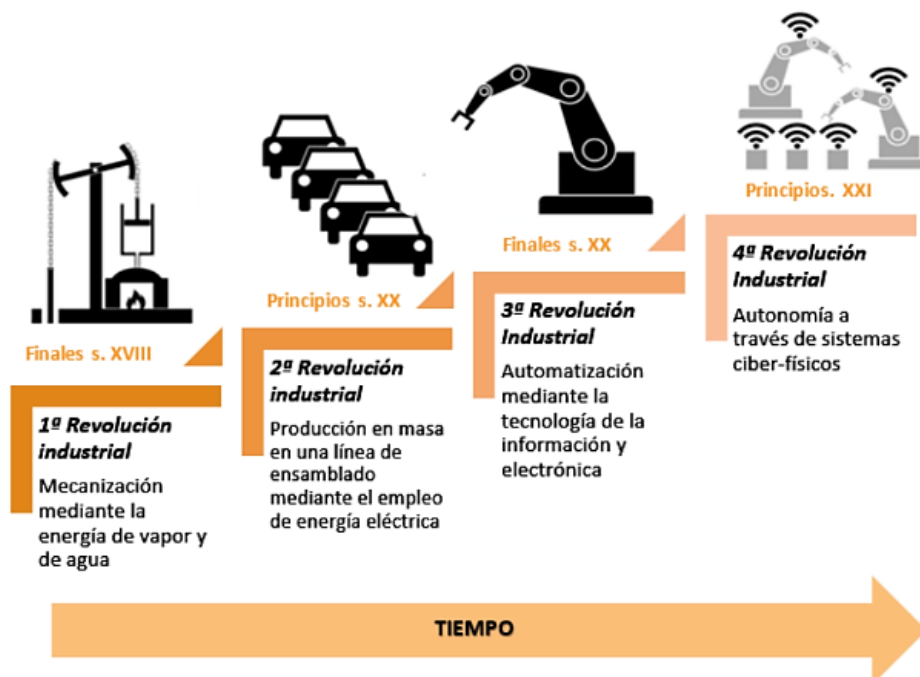 Finales s. XVIII
1ª Revolución
industrial
Mecanización
mediante la
energía de vapor y
de agua
Principios s. XX
2ª Revolución
industrial
Producción en masa
en una línea de
ensamblado
mediante el empleo
de energía eléctrica
Finales s. XX
3ª Revolución
Industrial
Automatización
mediante la
tecnología de la
información y
electrónica
Principios. XXI
4ª Revolución
Industrial
Autonomía a
través de sistemas
ciber-físicos
TIEMPO